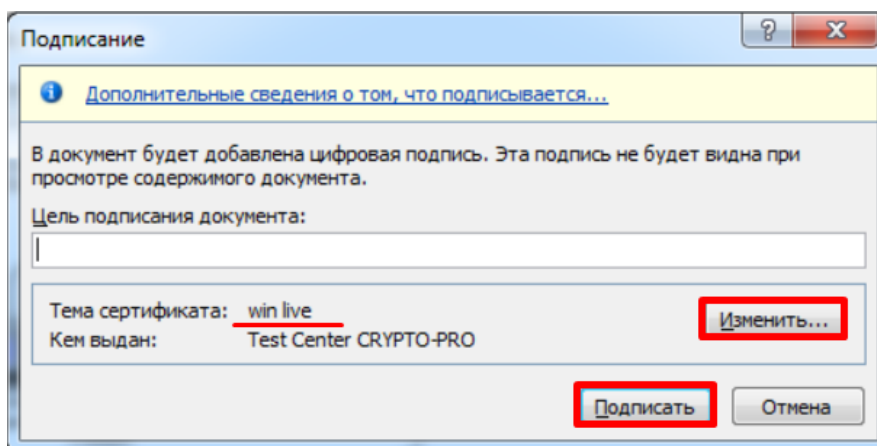 Подписание
Дополнительные сведения о том, что подписывается...
В документ будет добавлена цифровая подпись. Эта подпись не будет видна при
просмотре содержимого документа.
Цель подписания документа:
Тема сертификата: win live
Изменить...
Кем выдан: Test Center CRYPTO-PRO
Подписать Отмена